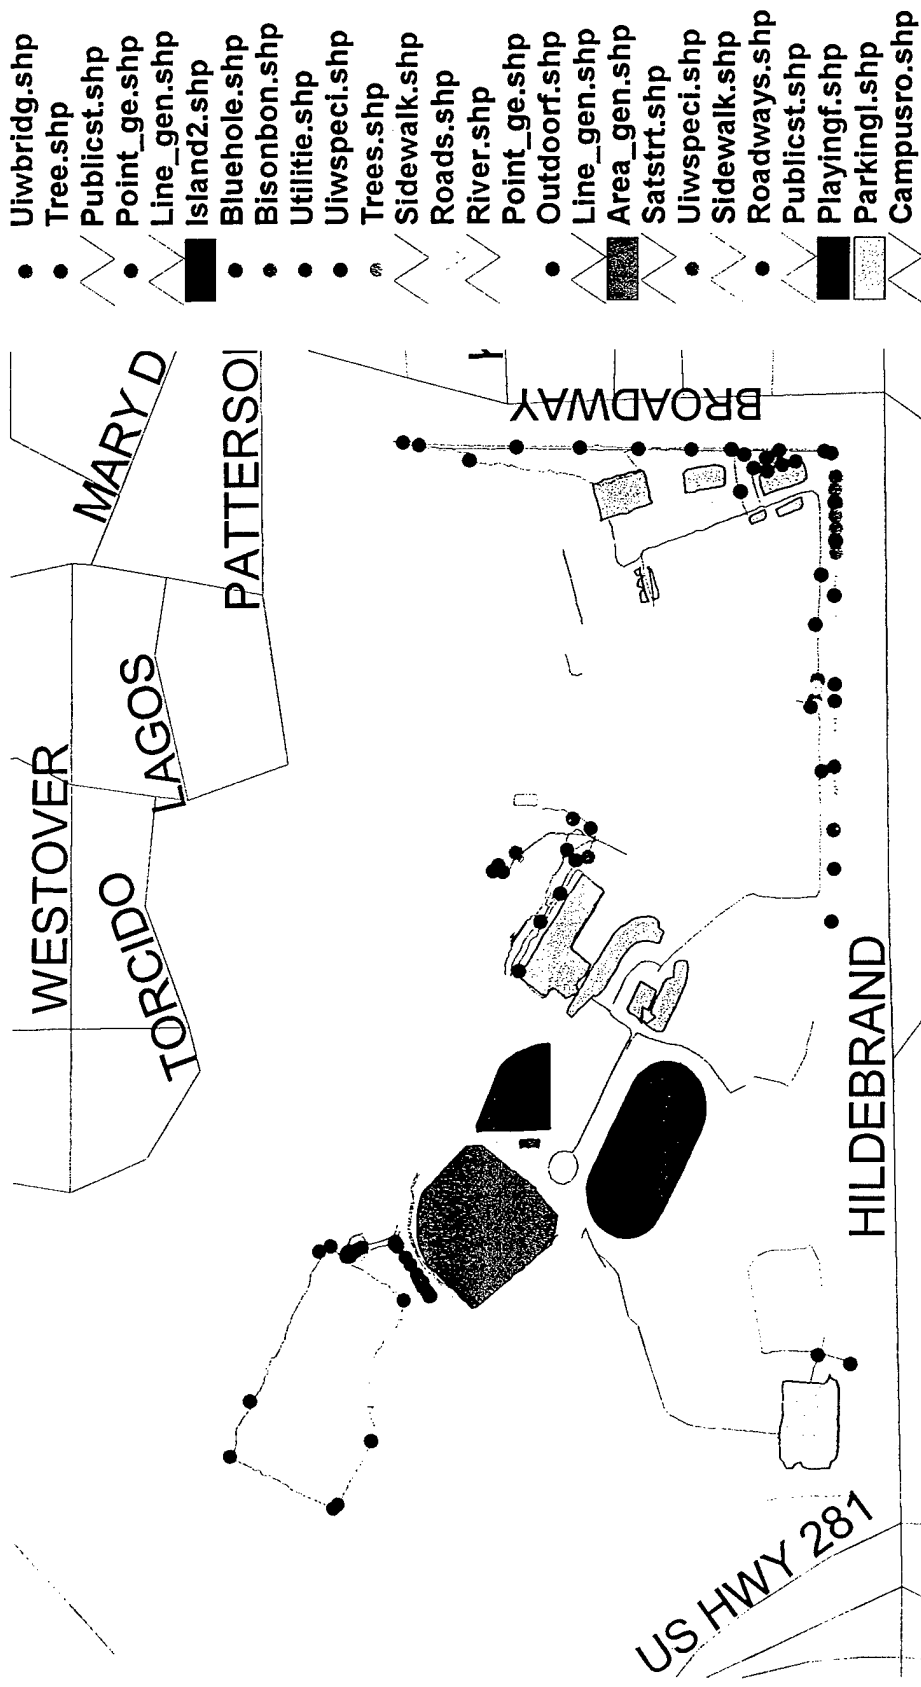 Uiwbridg.shp
Tree.shp
Publicst.shp
Point_ge.shp
Line_gen.shp
Island2.shp
Bluehole.shp
Bisonbon.shp
Utilitie.shp
Uiwspeci.shp
Trees.shp
Sidewalk.shp
Roads.shp
River.shp
Point_ge.shp
Outdoorf.shp
Line_gen.shp
Area_gen.shp
Satstrt.shp
Uiwspeci.shp
Sidewalk.shp
Roadways.shp
Publicst.shp
Playingf.shp
Parkingl.shp
Campusro.shp
MARY D
PATTERSO
WESTOVER
LAGOS
TORCIDO
BROADWAY
HILDEBRAND
US HWY 281